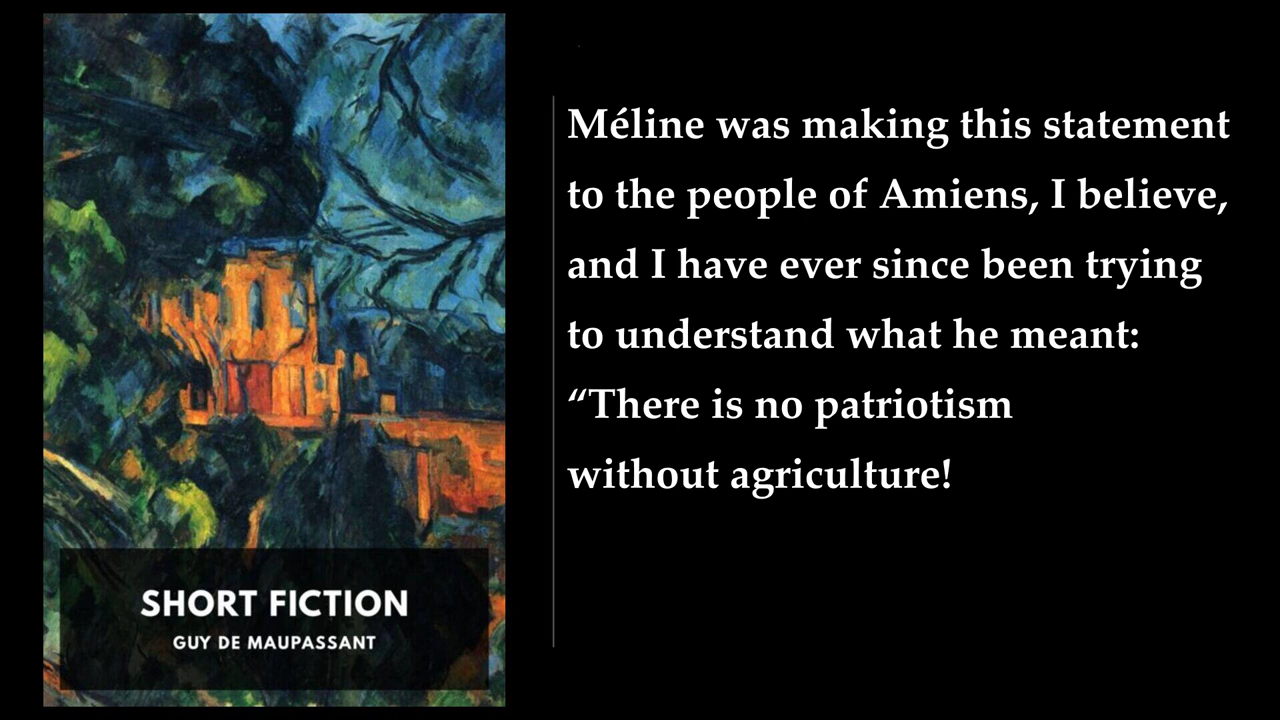 SHORT FICTION
GUY DE MAUPASSANT
Méline was making this statement
to the people of Amiens, I believe,
and I have ever since been trying
to understand what he meant:
“There is no patriotism
without agriculture!